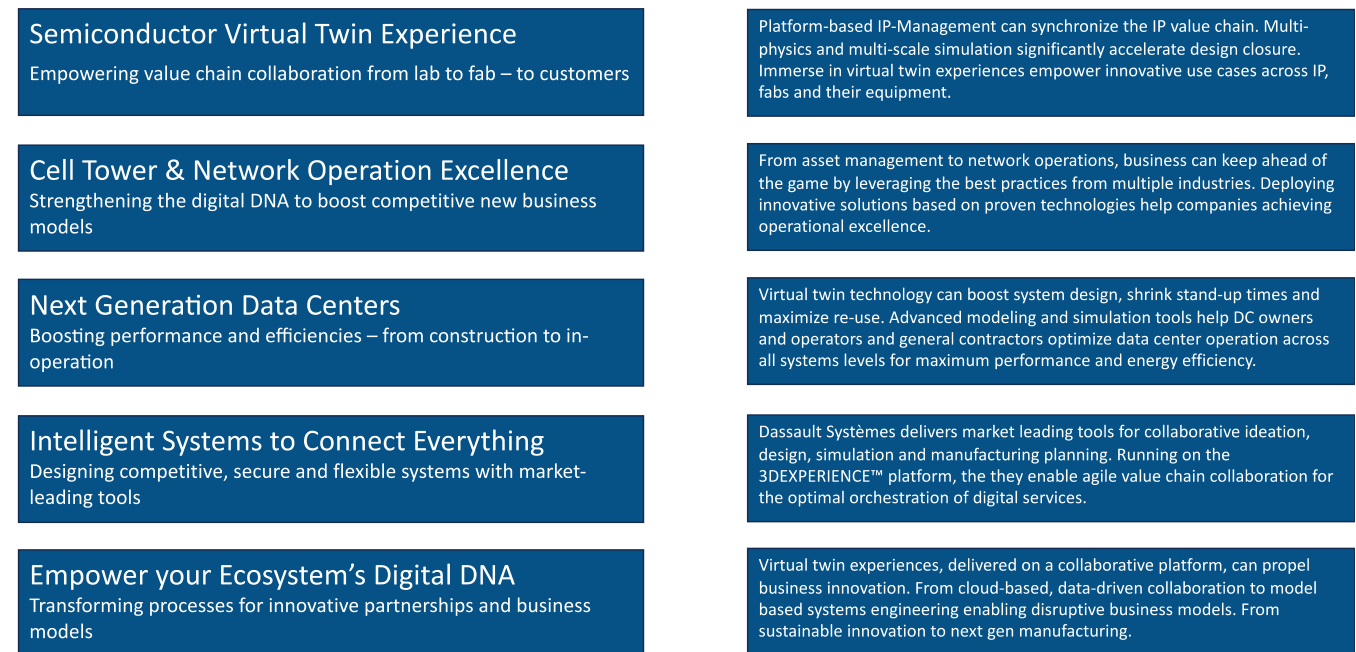 Semiconductor Virtual Twin Experience
Empowering value chain collaboration from lab to fab – to customers
Platform-based IP-Management can synchronize the IP value chain. Multi-
physics and multi-scale simulation significantly accelerate design closure.
Immerse in virtual twin experiences empower innovative use cases across IP,
fabs and their equipment.
Cell Tower & Network Operation Excellence
Strengthening the digital DNA to boost competitive new business
models
From asset management to network operations, business can keep ahead of
the game by leveraging the best practices from multiple industries. Deploying
innovative solutions based on proven technologies help companies achieving
operational excellence.
Next Generation Data Centers
Boosting performance and efficiencies – from construction to in-
operation
Virtual twin technology can boost system design, shrink stand-up times and
maximize re-use. Advanced modeling and simulation tools help DC owners
and operators and general contractors optimize data center operation across
all systems levels for maximum performance and energy efficiency.
Intelligent Systems to Connect Everything
Designing competitive, secure and flexible systems with market-
leading tools
Dassault Systèmes delivers market leading tools for collaborative ideation,
design, simulation and manufacturing planning. Running on the
3DEXPERIENCE™ platform, the they enable agile value chain collaboration for
the optimal orchestration of digital services.
Empower your Ecosystem’s Digital DNA
Transforming processes for innovative partnerships and business
models
Virtual twin experiences, delivered on a collaborative platform, can propel
business innovation. From cloud-based, data-driven collaboration to model
based systems engineering enabling disruptive business models. From
sustainable innovation to next gen manufacturing.